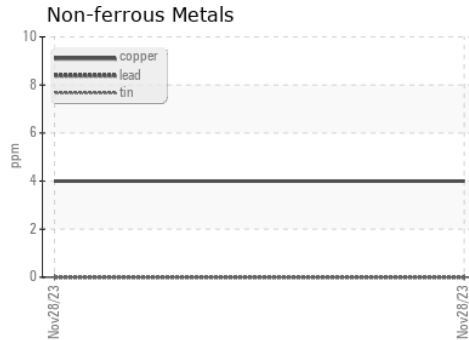 Non-ferrous Metals
10
copper
lead
tin
8
6
ppm
4
2
0
Nov28/23
Nov28/23